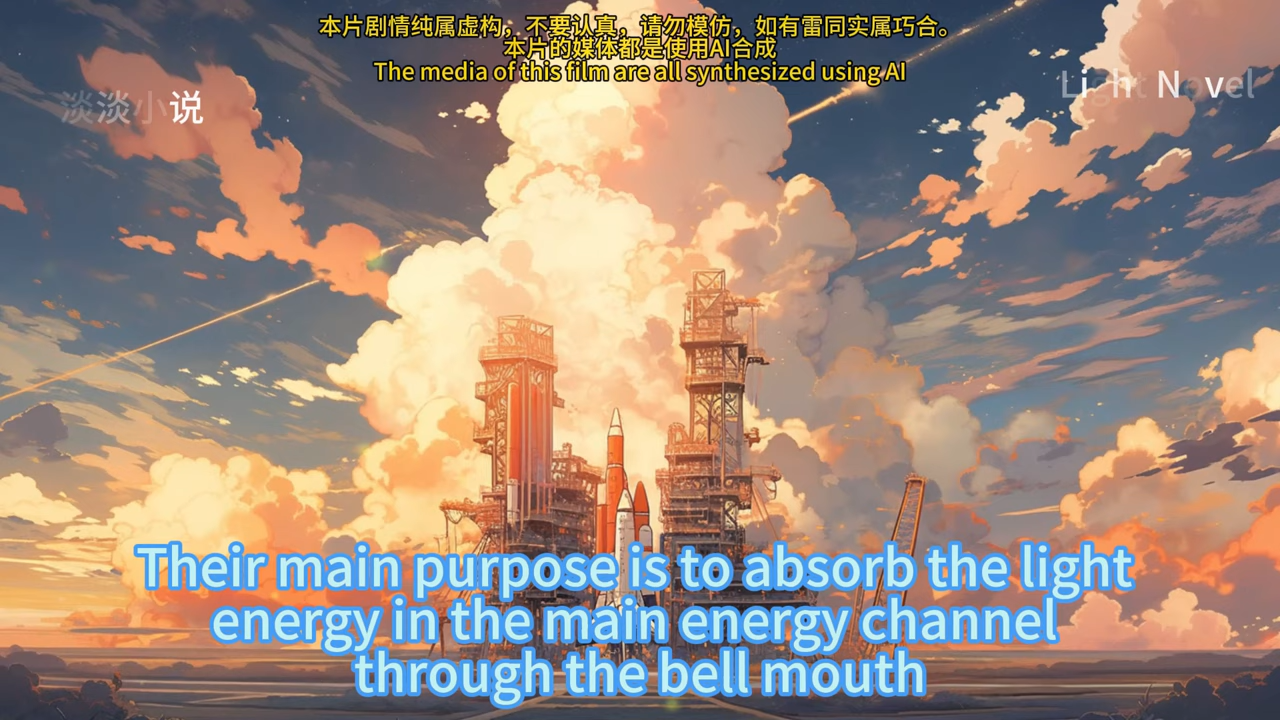 本片剧情纯属虚构，不要认真，请勿模仿，如有雷同实属巧合。
本片的媒体都是使用AI合成
The media of this film are all synthesized using AI
淡淡小说
Light Novel
Their main purpose is to absorb the light
energy in the main energy channel
through the bell mouth